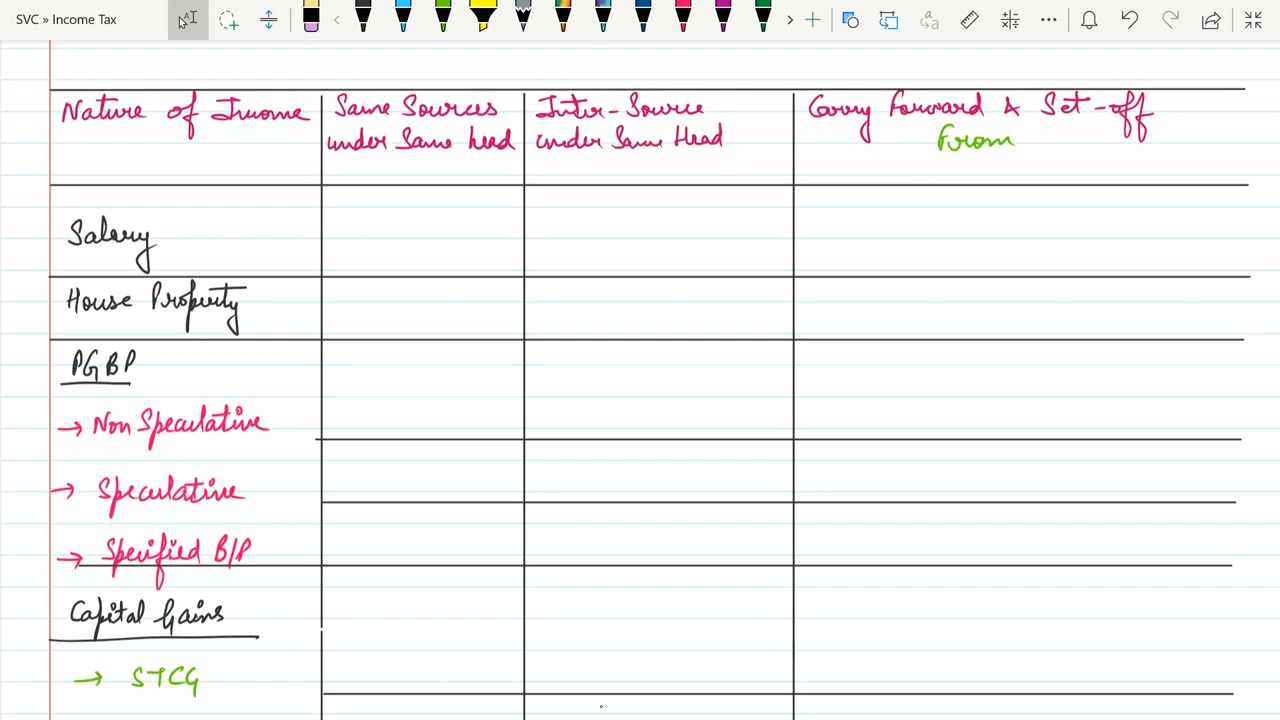 SVC » Income Tax
Nature of Income
Same Sources
under Same head
Inter-Source
under Same Head
Carry Forward & Set-off
From
Salary
House Property
PGBP
→ Non Speculative
→ Speculative
→ Specified B/P
Capital Gains
→ STCG